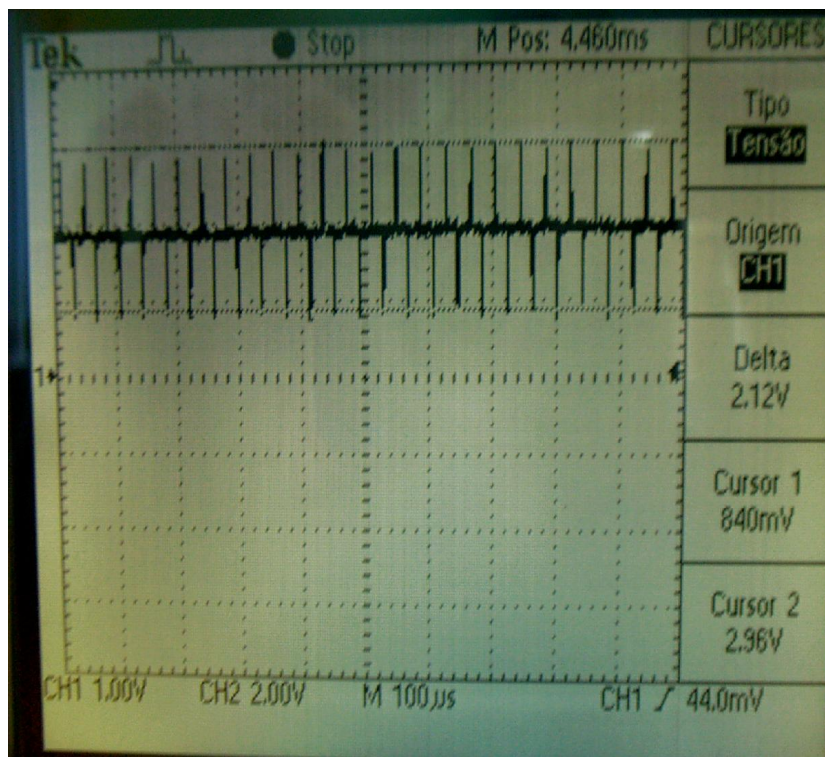 Tek Stop M Pos: 4.460ms CURSORES
Tipo
Tensão
Origem
CH1
Delta
2.12V
Cursor 1
840mV
Cursor 2
2.96V
1
CH1 1.00V CH2 2.00V M 100µs CH1 44.0mV